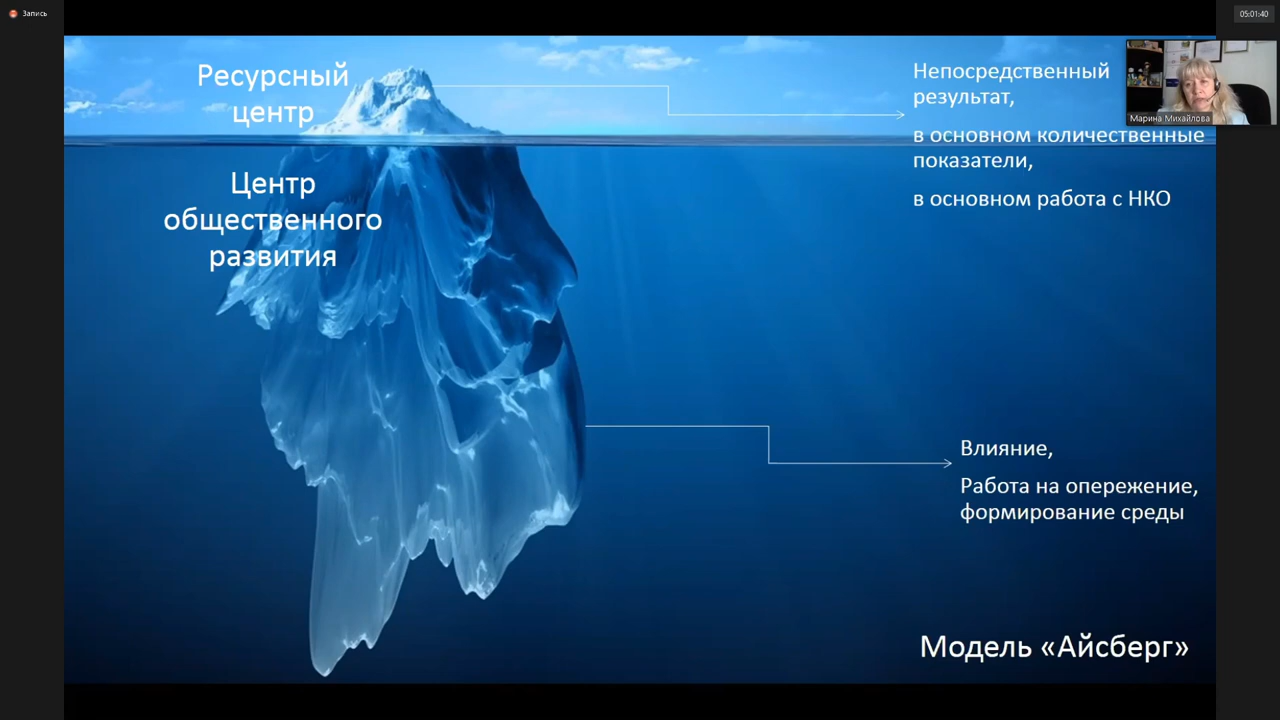 Запись
05:01:40
Ресурсный
центр
Непосредственный
результат,
в основном количественные
показатели,
в основном работа с НКО
Марина Михайлова
Центр
общественного
развития
Влияние,
Работа на опережение,
формирование среды
Модель «Айсберг»